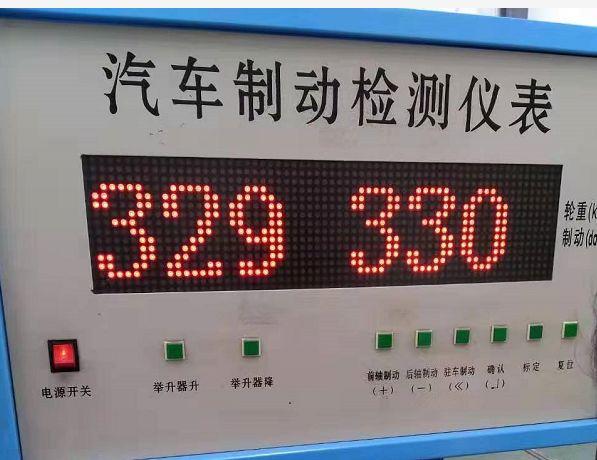 汽车制动检测仪表
329 330
轮重(k
制动(da
电源开关
举升器升
举升器降
前轴制动
(+)
后轴制动
(—)
驻车制动
(≪)
确认
(↵)
标定
复位